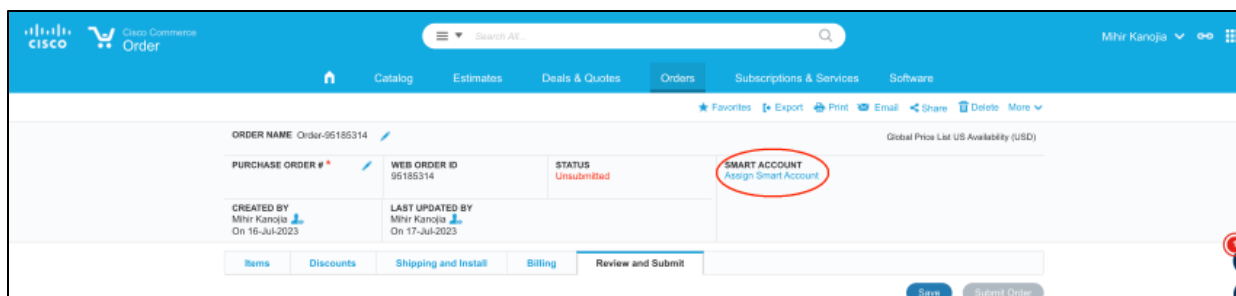 CISCO
Cisco Commerce
Order
Search All...
Mihir Kanojia
Catalog Estimates Deals & Quotes Orders Subscriptions & Services Software
Favorites Export Print Email Share Delete More
ORDER NAME Order-95185314
Global Price List US Availability (USD)
PURCHASE ORDER # *
WEB ORDER ID
95185314
STATUS
Unsubmitted
SMART ACCOUNT
Assign Smart Account
CREATED BY
Mihir Kanojia
On 16-Jul-2023
LAST UPDATED BY
Mihir Kanojia
On 17-Jul-2023
Items Discounts Shipping and Install Billing Review and Submit
Save Submit Order